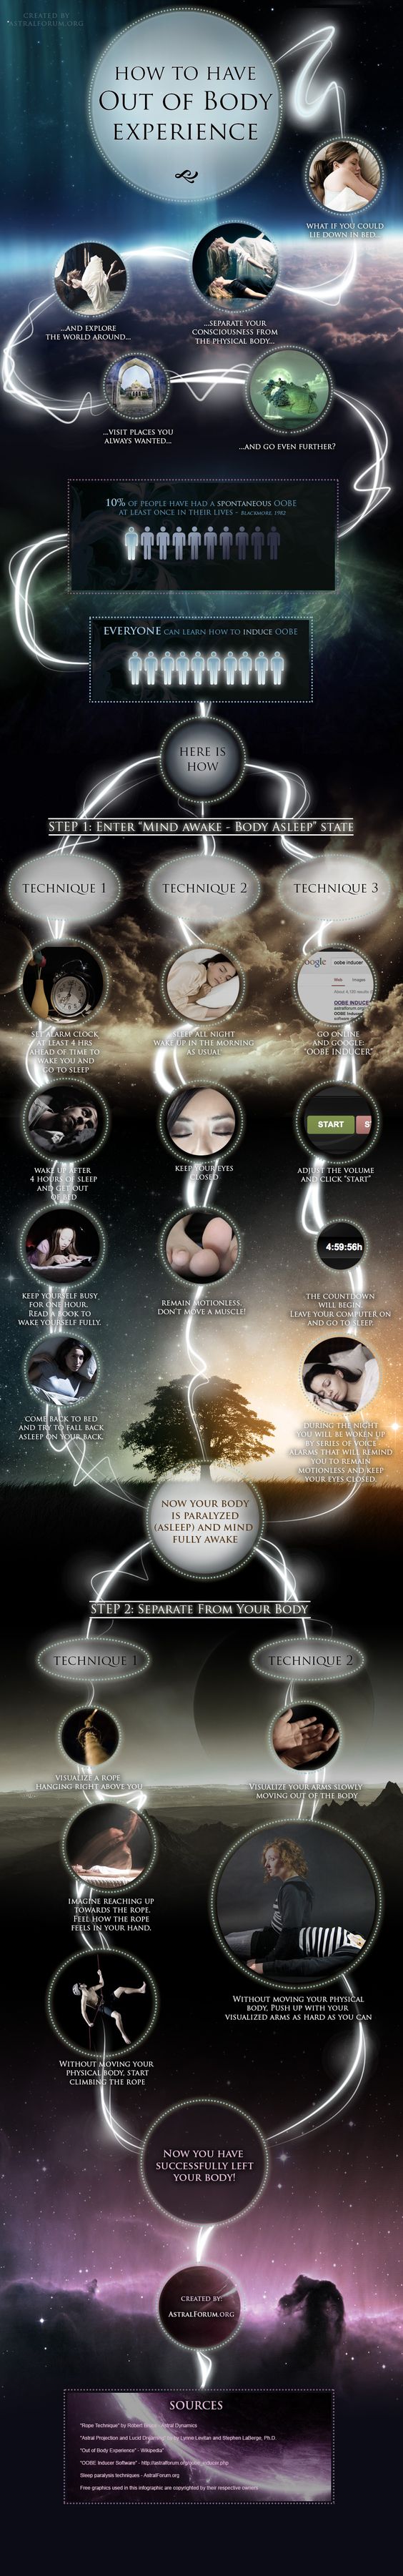 CREATED BY
ASTRALFORUM.ORG
HOW TO HAVE
OUT OF BODY
EXPERIENCE
WHAT IF YOU COULD
LIE DOWN IN BED...
...SEPARATE YOUR
CONSCIOUSNESS FROM
THE PHYSICAL BODY...
...AND EXPLORE
THE WORLD AROUND...
...VISIT PLACES YOU
ALWAYS WANTED...
...AND GO EVEN FURTHER?
10% OF PEOPLE HAVE HAD A SPONTANEOUS OOBE
AT LEAST ONCE IN THEIR LIVES - BLACKMORE, 1982
EVERYONE CAN LEARN HOW TO INDUCE OOBE
HERE IS
HOW
STEP 1: ENTER "MIND AWAKE - BODY ASLEEP" STATE
TECHNIQUE 1
SET ALARM CLOCK
AT LEAST 4 HRS
AHEAD OF TIME TO
WAKE YOU AND
GO TO SLEEP
WAKE UP AFTER
4 HOURS OF SLEEP
AND GET OUT
OF BED
KEEP YOURSELF BUSY
FOR ONE HOUR.
READ A BOOK TO
WAKE YOURSELF FULLY.
COME BACK TO BED
AND TRY TO FALL BACK
ASLEEP ON YOUR BACK.
TECHNIQUE 2
SLEEP ALL NIGHT
WAKE UP IN THE MORNING
AS USUAL
KEEP YOUR EYES
CLOSED
REMAIN MOTIONLESS.
DON'T MOVE A MUSCLE!
TECHNIQUE 3
oogle oobe inducer
Web Images
OOBE INDUCE
astralforum.org
OOBE Induc
software
GO ONLINE
AND GOOGLE:
"OOBE INDUCER"
START S
ADJUST THE VOLUME
AND CLICK "START"
4:59:56h
THE COUNTDOWN
WILL BEGIN.
LEAVE YOUR COMPUTER ON
AND GO TO SLEEP.
DURING THE NIGHT
YOU WILL BE WOKEN UP
BY SERIES OF VOICE
ALARMS THAT WILL REMIND
YOU TO REMAIN
MOTIONLESS AND KEEP
YOUR EYES CLOSED.
NOW YOUR BODY
IS PARALYZED
(ASLEEP) AND MIND
FULLY AWAKE
STEP 2: SEPARATE FROM YOUR BODY
TECHNIQUE 1
VISUALIZE A ROPE
HANGING RIGHT ABOVE YOU
IMAGINE REACHING UP
TOWARDS THE ROPE.
FEEL HOW THE ROPE
FEELS IN YOUR HAND.
WITHOUT MOVING YOUR
PHYSICAL BODY, START
CLIMBING THE ROPE
TECHNIQUE 2
VISUALIZE YOUR ARMS SLOWLY
MOVING OUT OF THE BODY
WITHOUT MOVING YOUR PHYSICAL
BODY, PUSH UP WITH YOUR
VISUALIZED ARMS AS HARD AS YOU CAN
NOW YOU HAVE
SUCCESSFULLY LEFT
YOUR BODY!
CREATED BY:
ASTRALFORUM.ORG
SOURCES
"Rope Technique" by Robert Astral Dynamics
"Astral Projection and Lucid Dreaming" by Lynne Levitan and Stephen LaBerge, Ph.D.
"Out of Body Experience" - Wikipedia"
"OOBE Inducer Software" - http://astralforum.org/oobe_inducer.php
Sleep paralysis techniques - AstralForum.org
Free graphics used in this infographic are copyrighted by their respective owners